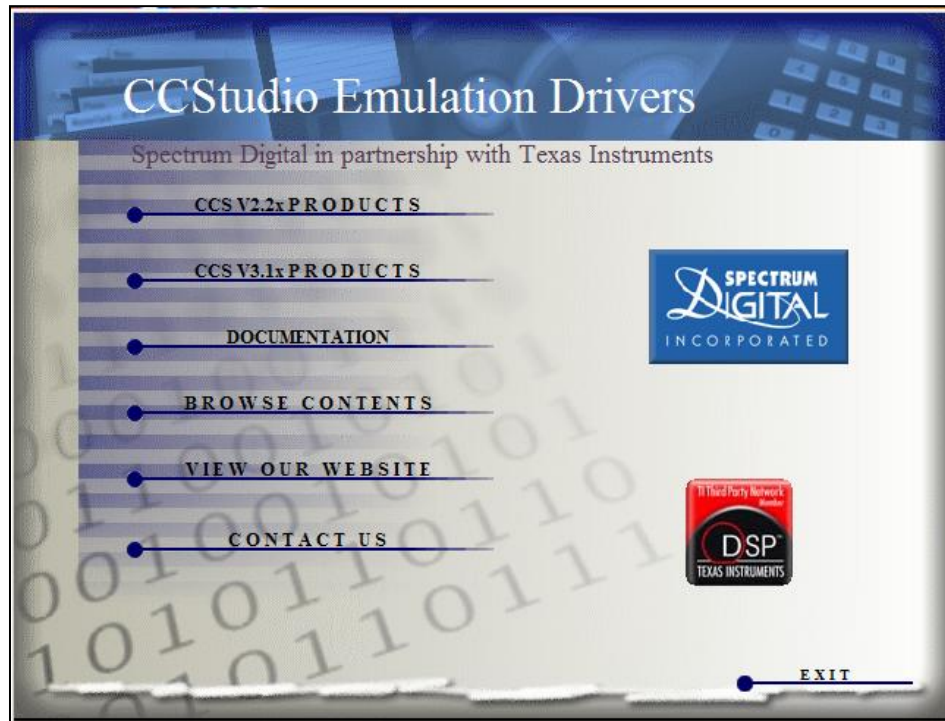 CCStudio Emulation Drivers
Spectrum Digital in partnership with Texas Instruments
CCS V2.2x PRODUCTS
CCS V3.1x PRODUCTS
DOCUMENTATION
BROWSE CONTENTS
VIEW OUR WEBSITE
CONTACT US
SPECTRUM
DIGITAL
INCORPORATED
TI Third Party Network
Member
DSP™
TEXAS INSTRUMENTS
EXIT